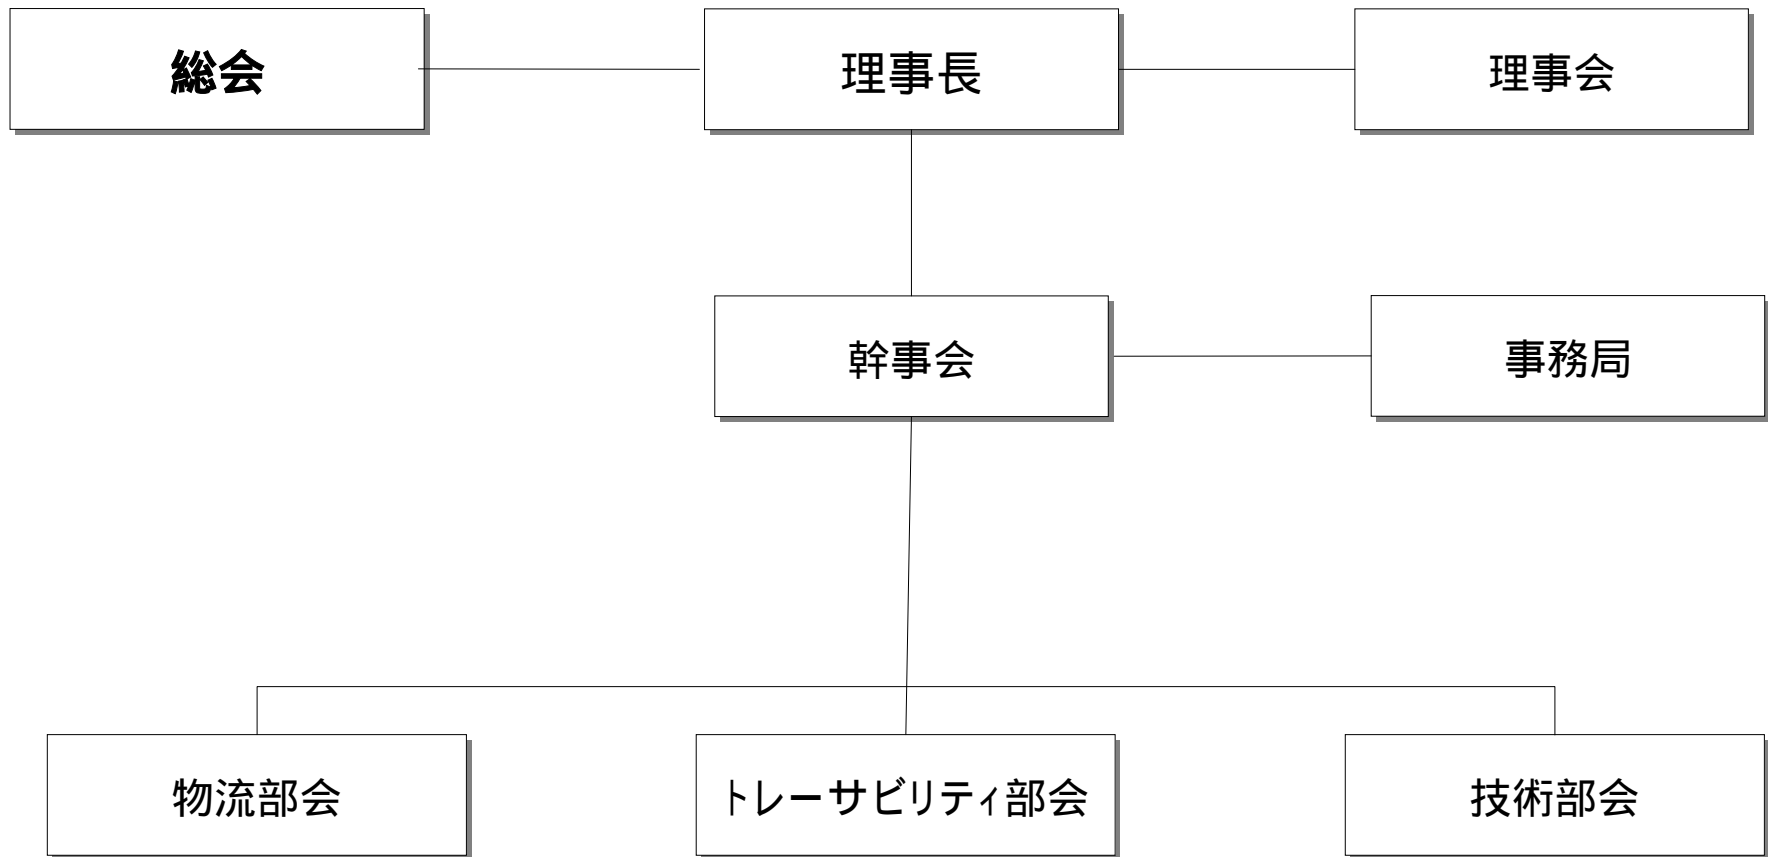 総会
理事長
理事会
幹事会
事務局
物流部会
トレーサビリティ部会
技術部会